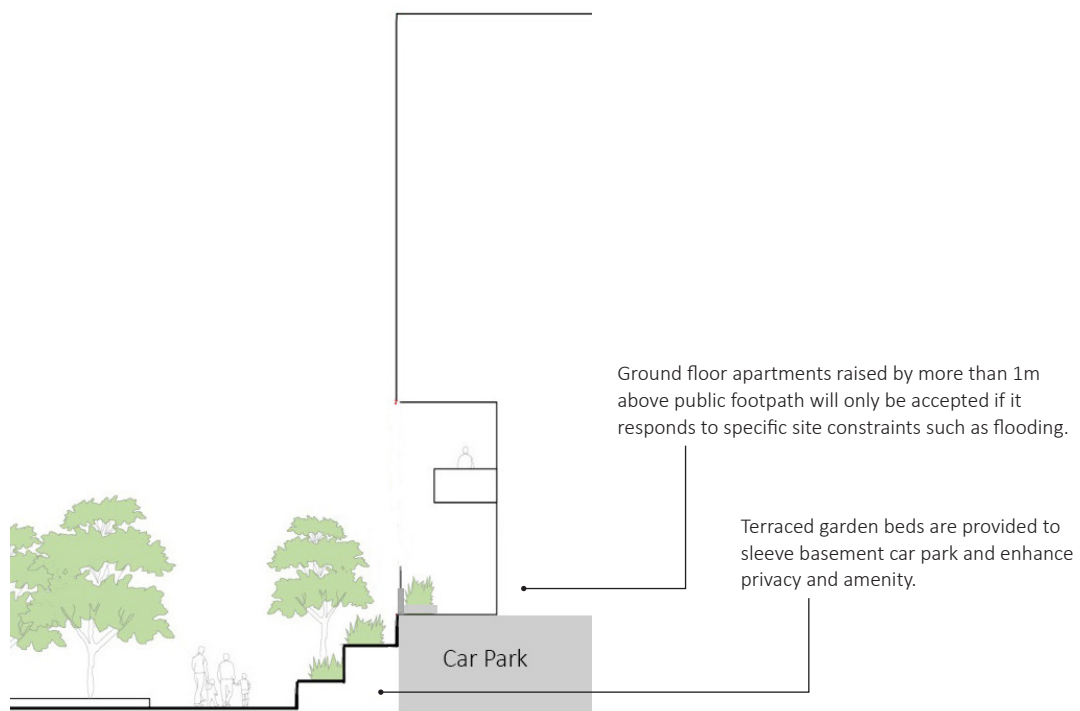 Ground floor apartments raised by more than 1m
above public footpath will only be accepted if it
responds to specific site constraints such as flooding.
Terraced garden beds are provided to
sleeve basement car park and enhance
privacy and amenity.
Car Park